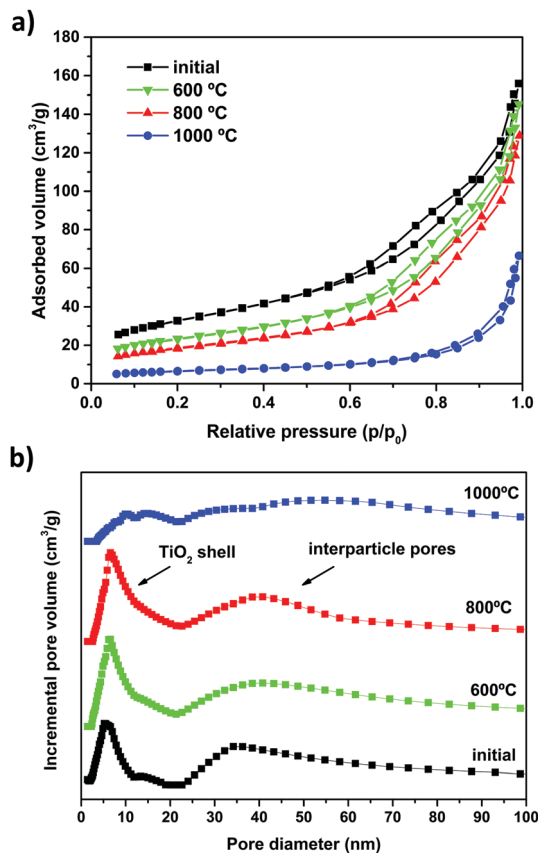 a)
180
160
140
120
100
80
60
40
20
0
Adsorbed volume (cm³/g)
initial
600 ºC
800 ºC
1000 ºC
0.0 0.2 0.4 0.6 0.8 1.0
Relative pressure (p/p₀)
b)
Incremental pore volume (cm³/g)
1000ºC
TiO₂ shell
interparticle pores
800ºC
600ºC
initial
0 10 20 30 40 50 60 70 80 90 100
Pore diameter (nm)